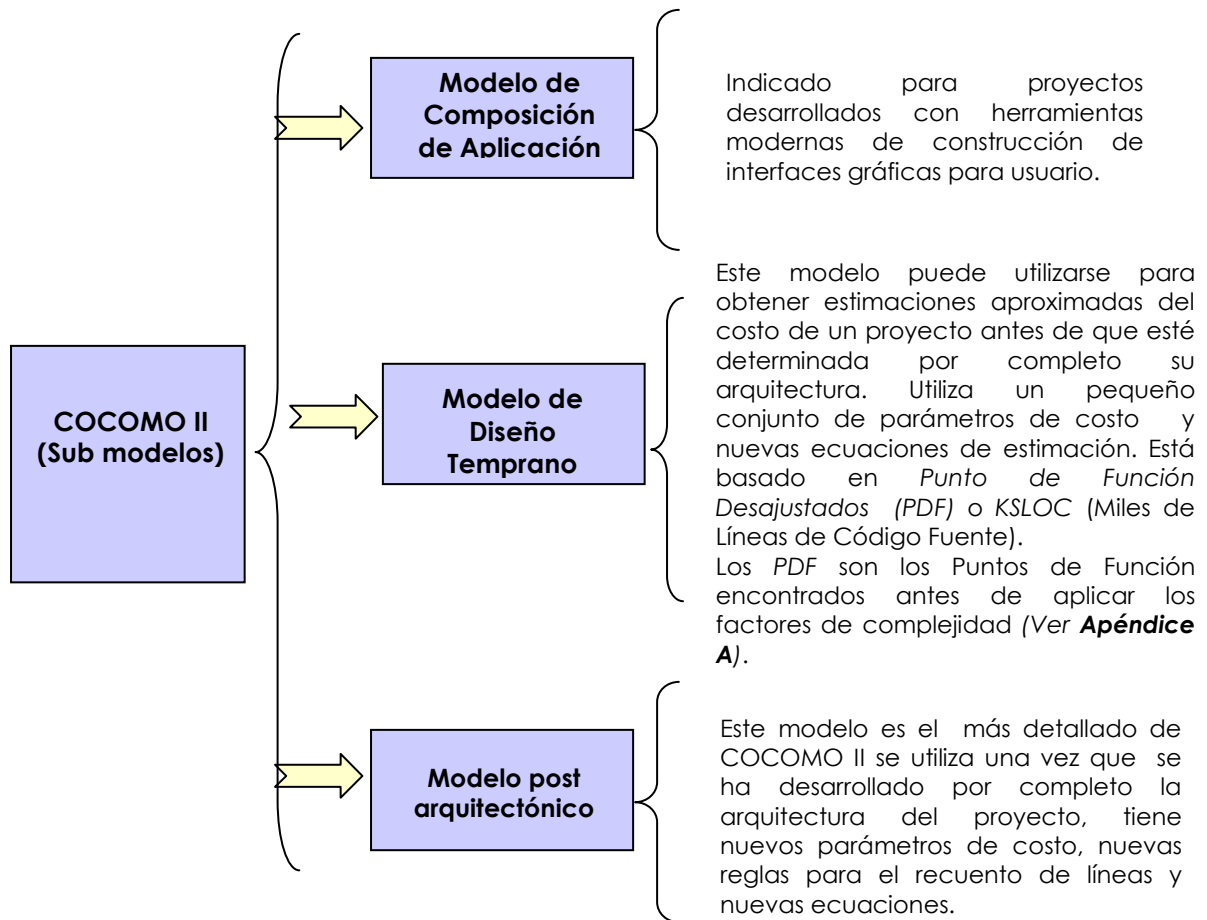 COCOMO II
(Sub modelos)
Modelo de
Composición
de Aplicación
Indicado para proyectos
desarrollados con herramientas
modernas de construcción de
interfaces gráficas para usuario.
Modelo de
Diseño
Temprano
Este modelo puede utilizarse para
obtener estimaciones aproximadas del
costo de un proyecto antes de que esté
determinada por completo su
arquitectura. Utiliza un pequeño
conjunto de parámetros de costo y
nuevas ecuaciones de estimación. Está
basado en Punto de Función
Desajustados (PDF) o KSLOC (Miles de
Líneas de Código Fuente).
Los PDF son los Puntos de Función
encontrados antes de aplicar los
factores de complejidad (Ver Apéndice
A).
Modelo post
arquitectónico
Este modelo es el más detallado de
COCOMO II se utiliza una vez que se
ha desarrollado por completo la
arquitectura del proyecto, tiene
nuevos parámetros de costo, nuevas
reglas para el recuento de líneas y
nuevas ecuaciones.